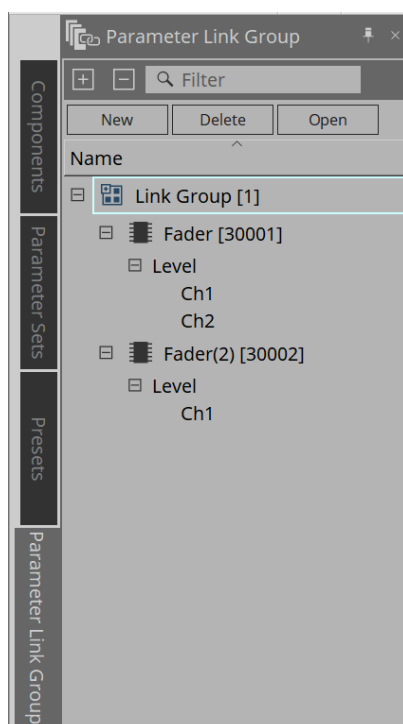 Parameter Link Group
Filter
New Delete Open
Name
Link Group [1]
Fader [30001]
Level
Ch1
Ch2
Fader(2) [30002]
Level
Ch1
Components
Parameter Sets
Presets
Parameter Link Group